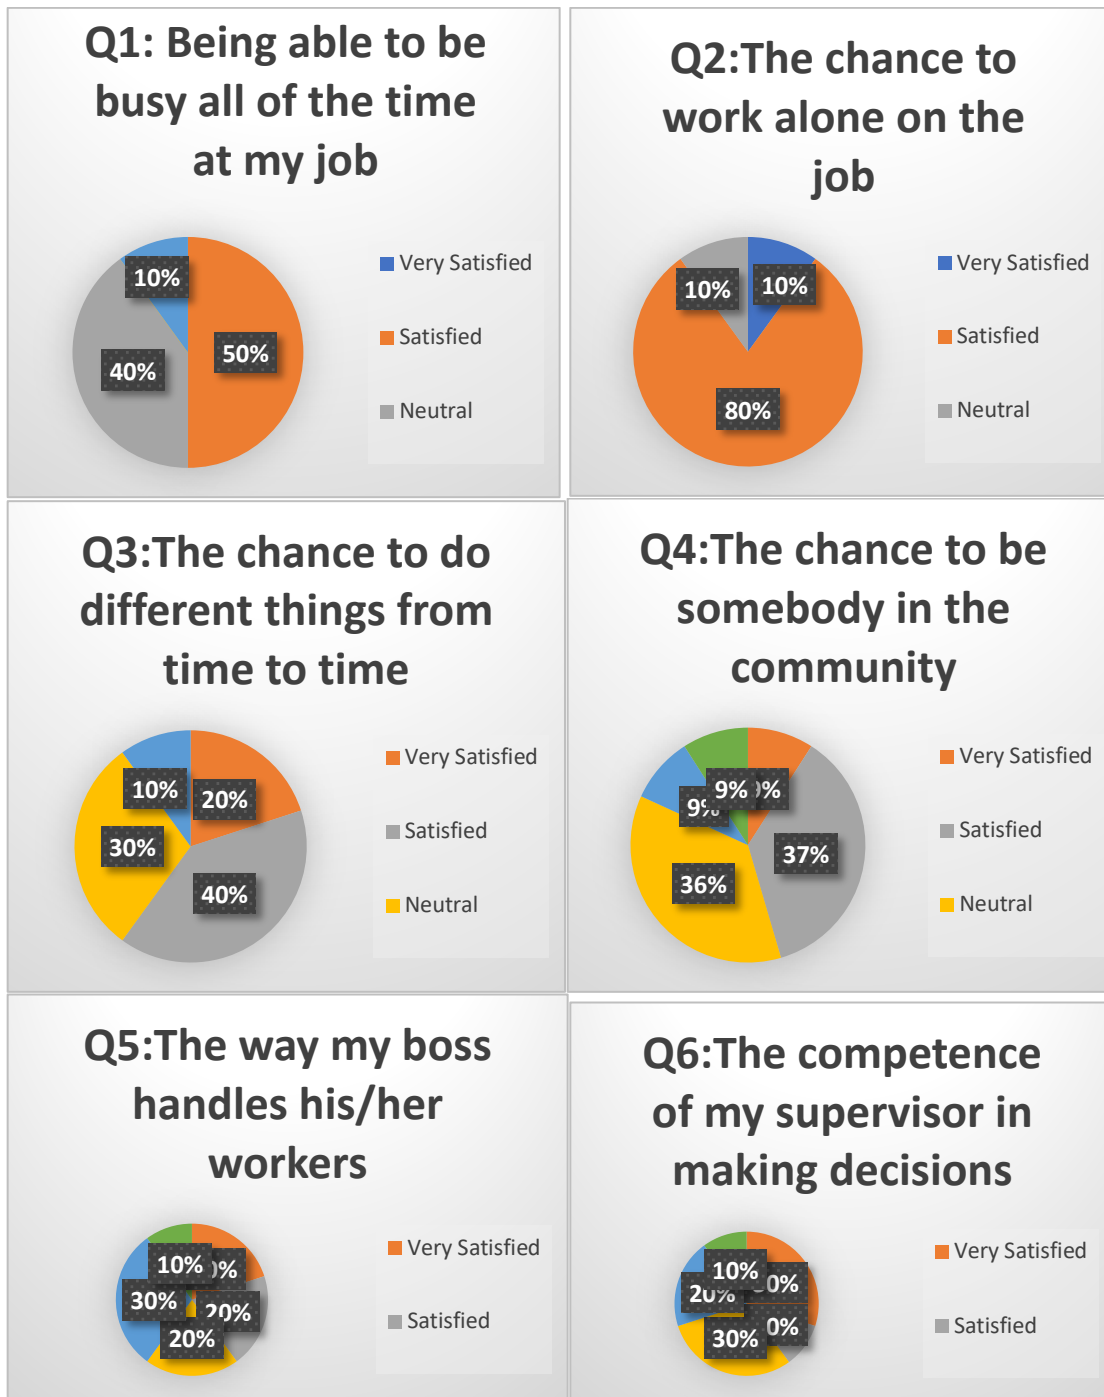 Q1: Being able to be
busy all of the time
at my job
10%
50%
40%
Very Satisfied
Satisfied
Neutral
Q2:The chance to
work alone on the
job
10%
10%
80%
Very Satisfied
Satisfied
Neutral
Q3:The chance to do
different things from
time to time
10%
20%
30%
40%
Very Satisfied
Satisfied
Neutral
Q4:The chance to be
somebody in the
community
9%
9%
9%
37%
36%
Very Satisfied
Satisfied
Neutral
Q5:The way my boss
handles his/her
workers
10%
30%
20%
20%
Very Satisfied
Satisfied
Q6:The competence
of my supervisor in
making decisions
10%
20%
30%
30%
Very Satisfied
Satisfied